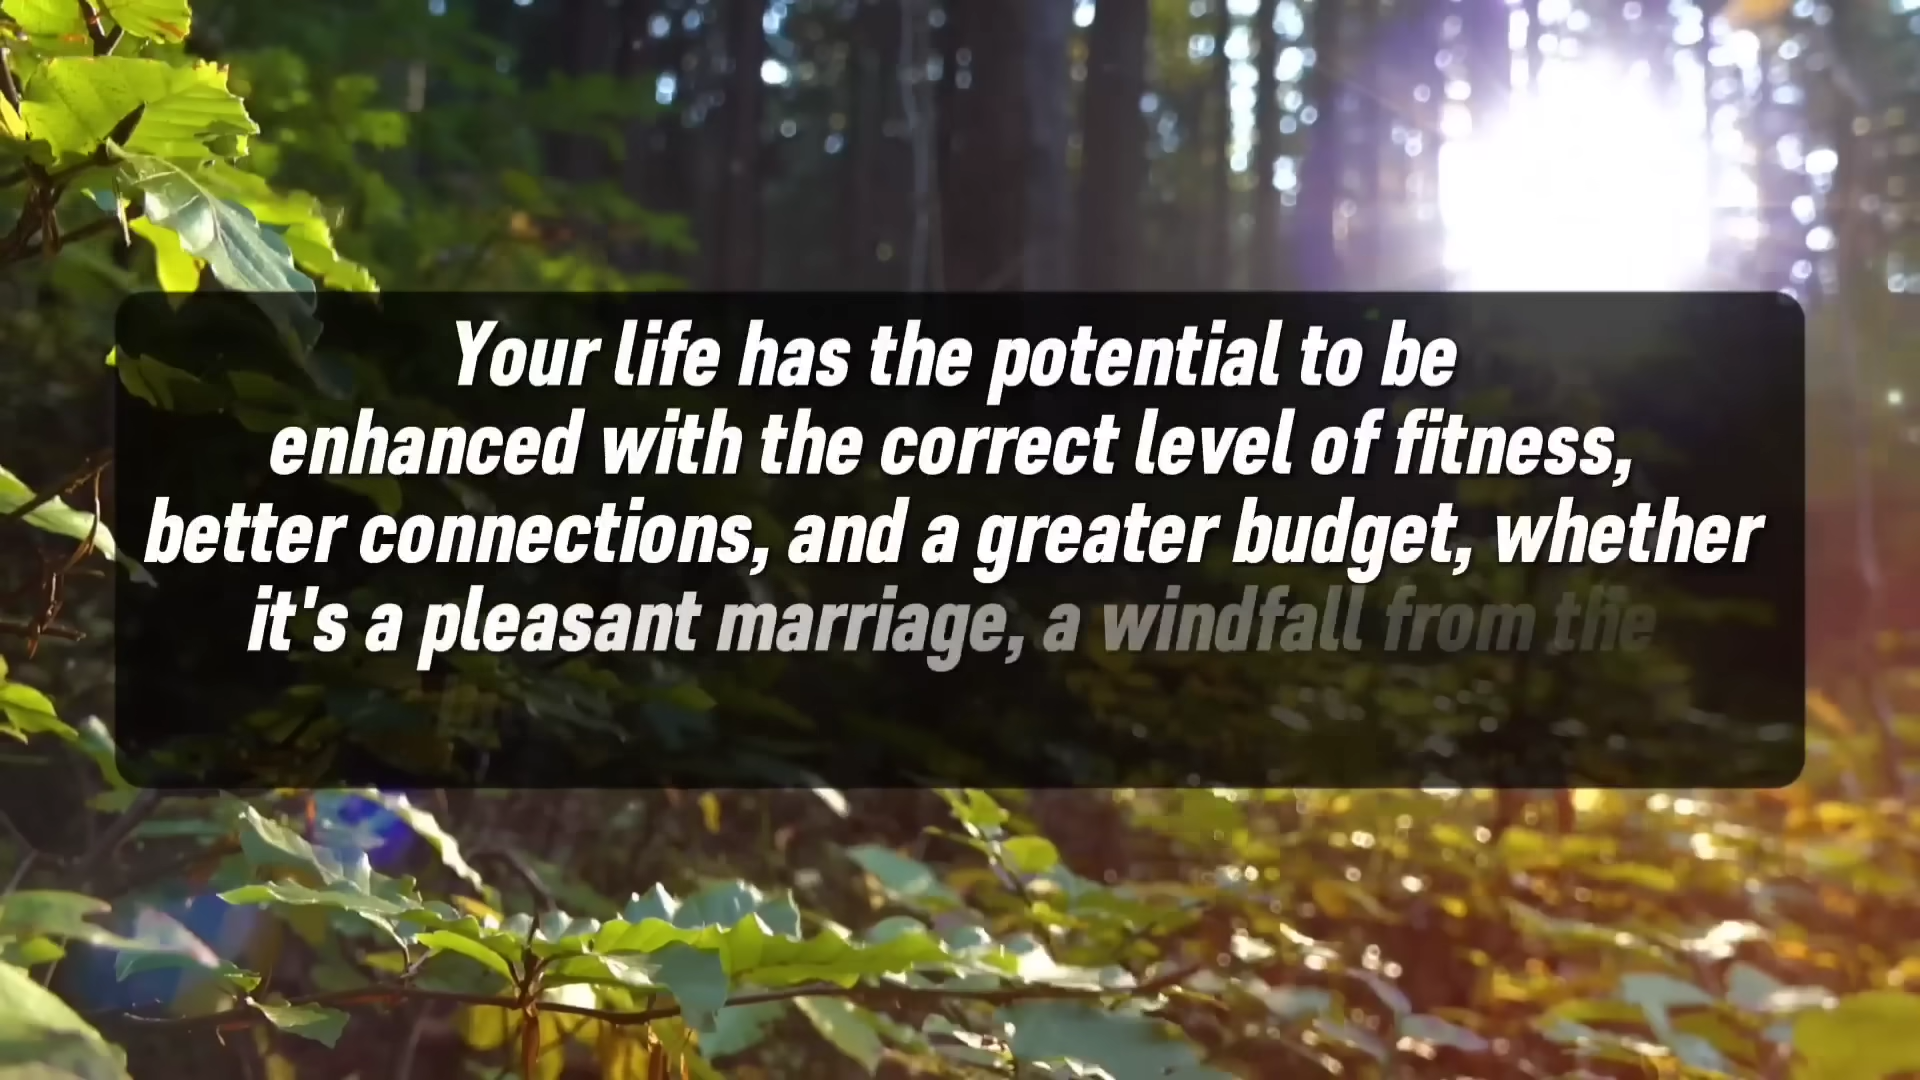 Your life has the potential to be
enhanced with the correct level of fitness,
better connections, and a greater budget, whether
it's a pleasant marriage, a windfall from the